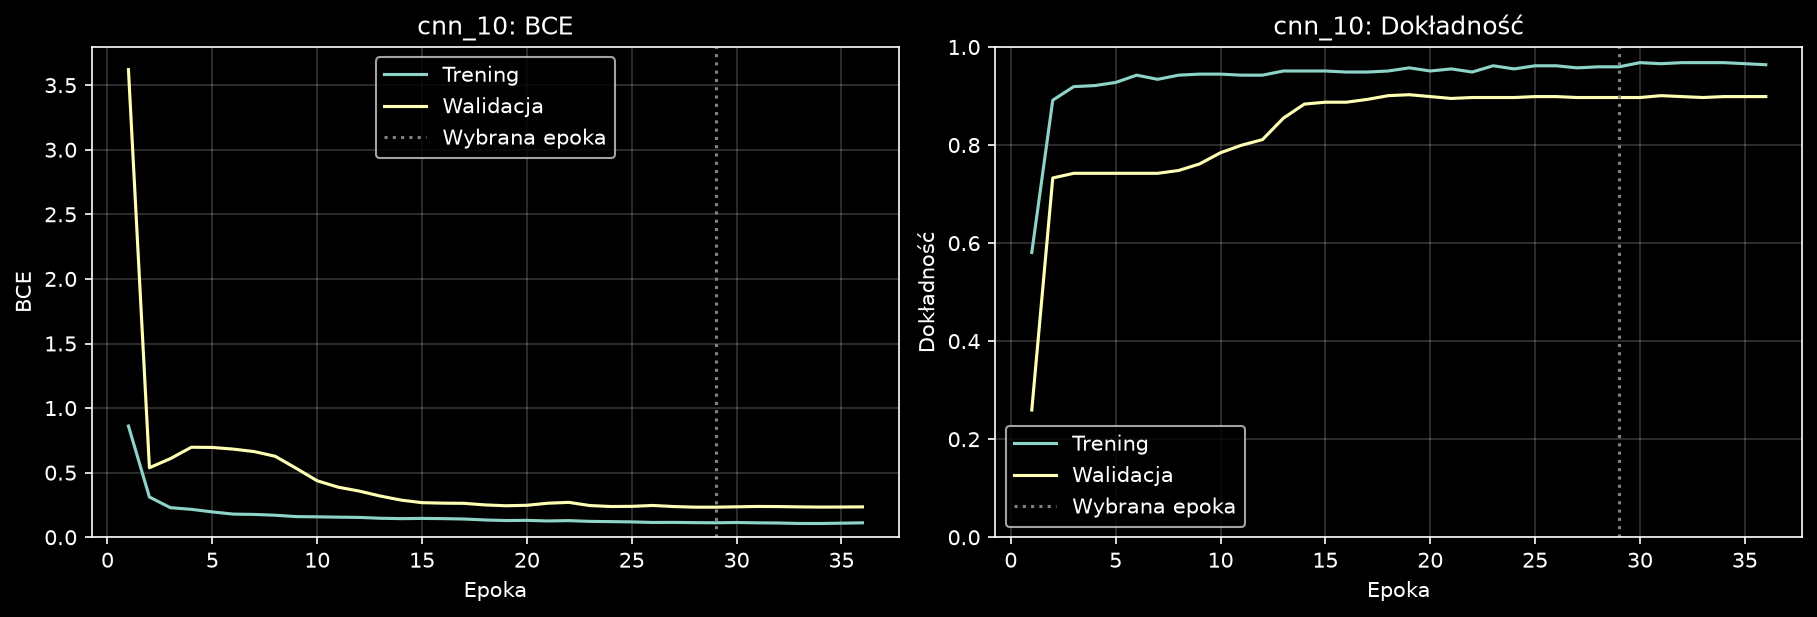 cnn_10: BCE
3.5
3.0
2.5
2.0
1.5
1.0
0.5
0.0
BCE
Trening
Walidacja
Wybrana epoka
0 5 10 15 20 25 30 35
Epoka
cnn_10: Dokładność
1.0
0.8
0.6
0.4
0.2
0.0
Dokładność
Trening
Walidacja
Wybrana epoka
0 5 10 15 20 25 30 35
Epoka